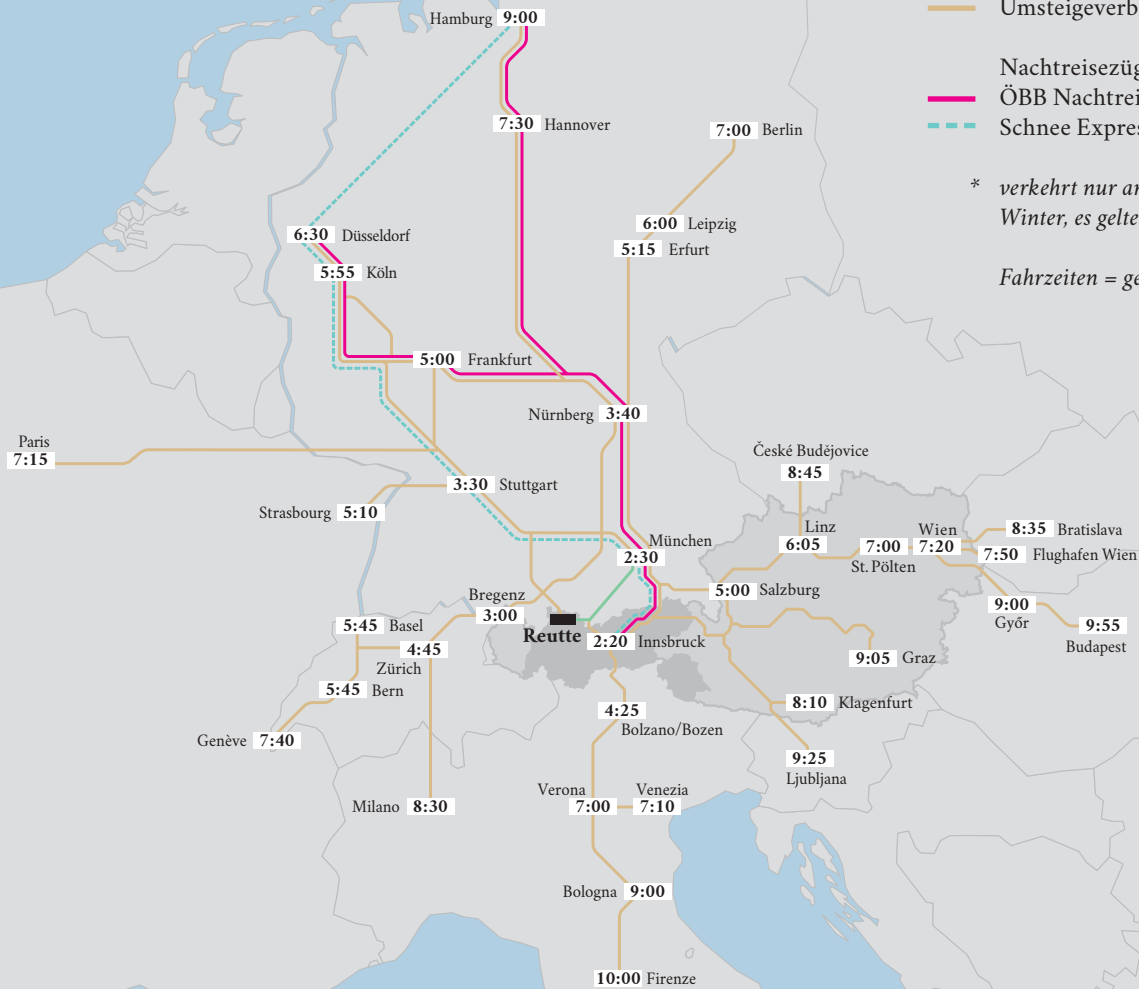 Hamburg 9:00
Umsteigeverb
Nachtreisezüg
ÖBB Nachtrei
Schnee Expres
* verkehrt nur an
Winter, es gelte
Fahrzeiten = ge
7:30 Hannover
7:00 Berlin
6:00 Leipzig
5:15 Erfurt
6:30 Düsseldorf
5:55 Köln
5:00 Frankfurt
Nürnberg 3:40
Paris
7:15
České Budějovice
8:45
3:30 Stuttgart
Strasbourg 5:10
Linz
6:05
Wien
7:20
7:00
St. Pölten
8:35 Bratislava
7:50 Flughafen Wien
München
2:30
5:00 Salzburg
Bregenz
3:00
Reutte
2:20 Innsbruck
9:00
Győr
9:55
Budapest
5:45 Basel
4:45
Zürich
5:45 Bern
9:05 Graz
Genève 7:40
4:25
Bolzano/Bozen
8:10 Klagenfurt
9:25
Ljubljana
Milano 8:30
Verona
7:00
Venezia
7:10
Bologna 9:00
10:00 Firenze